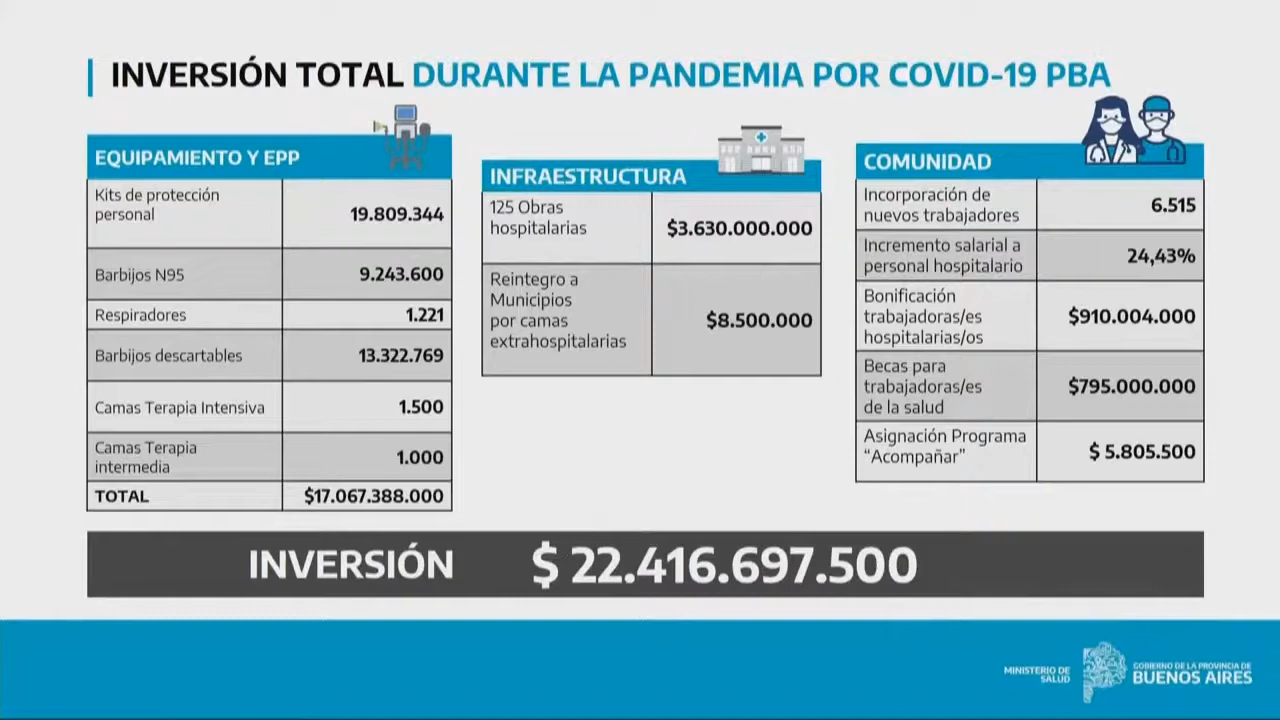 INVERSIÓN TOTAL DURANTE LA PANDEMIA POR COVID-19 PBA
EQUIPAMIENTO Y EPP
Kits de protección
personal
19.809.344
Barbijos N95
9.243.600
Respiradores
1.221
Barbijos descartables
13.322.769
Camas Terapia Intensiva
1.500
Camas Terapia
intermedia
1.000
TOTAL
$17.067.388.000
INFRAESTRUCTURA
125 Obras
hospitalarias
$3.630.000.000
Reintegro a
Municipios
por camas
extrahospitalarias
$8.500.000
COMUNIDAD
Incorporación de
nuevos trabajadores
6.515
Incremento salarial a
personal hospitalario
24,43%
Bonificación
trabajadoras/es
hospitalarias/os
$910.004.000
Becas para
trabajadoras/es
de la salud
$795.000.000
Asignación Programa
“Acompañar”
$ 5.805.500
INVERSIÓN $ 22.416.697.500
MINISTERIO DE
SALUD
GOBIERNO DE LA PROVINCIA DE
BUENOS AIRES